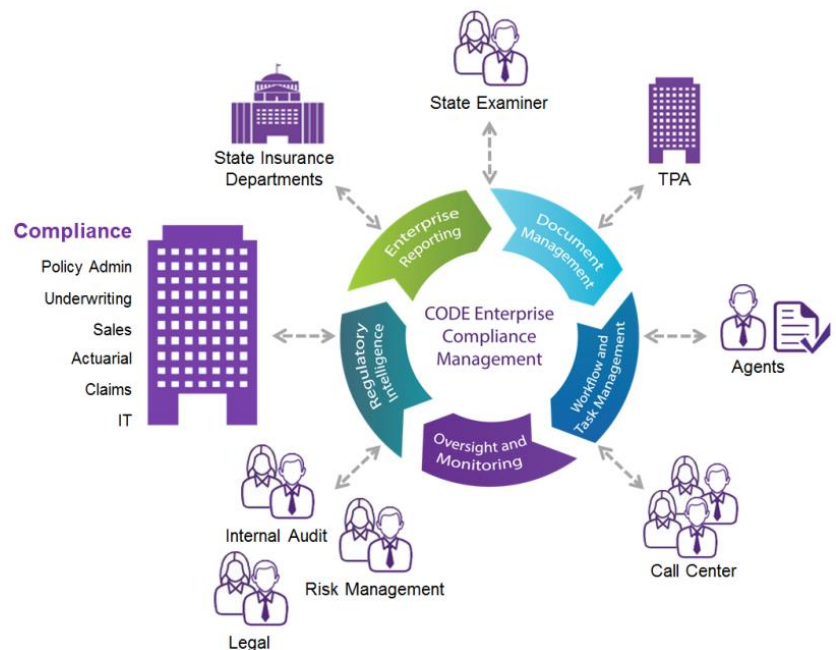 State Examiner
State Insurance
Departments
TPA
Compliance
Policy Admin
Underwriting
Sales
Actuarial
Claims
IT
Enterprise
Reporting
Document
Management
CODE Enterprise
Compliance
Management
Regulatory
Intelligence
Workflow and
Task Management
Oversight and
Monitoring
Agents
Internal Audit
Risk Management
Legal
Call Center